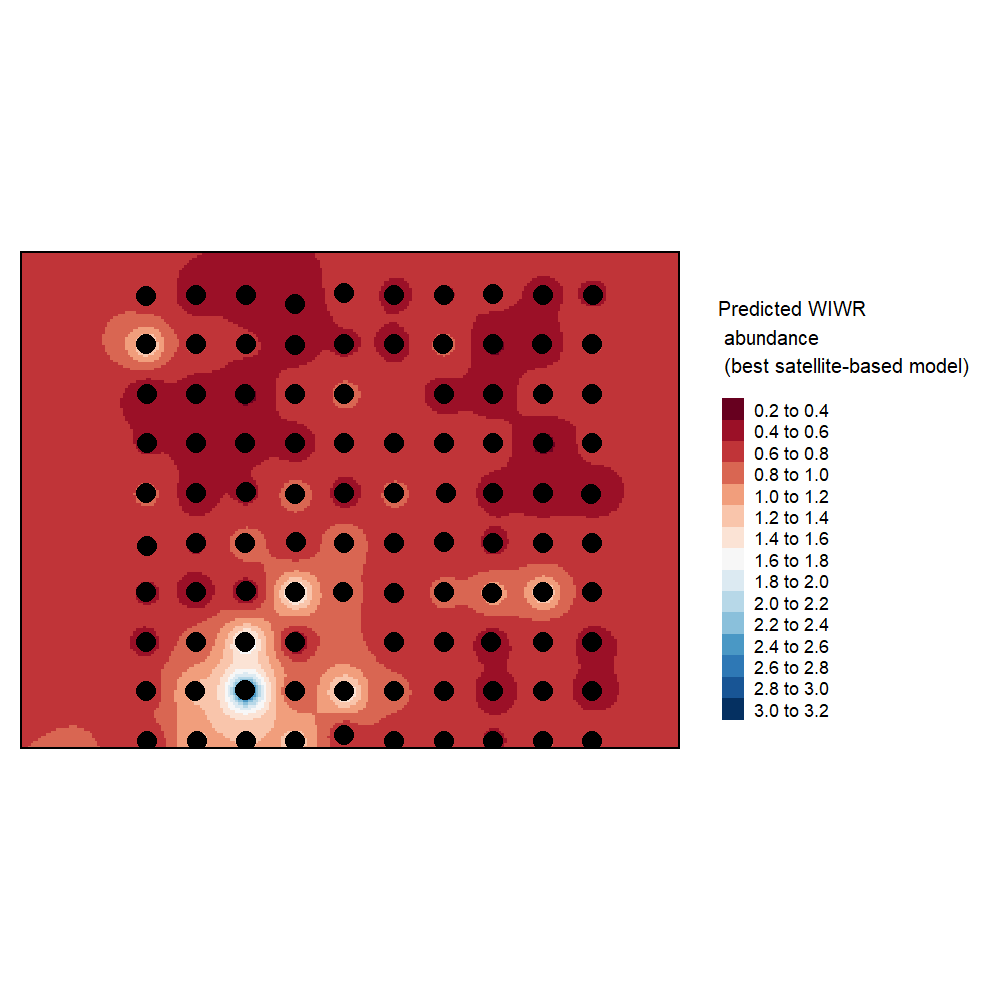 Predicted WIWR
abundance
(best satellite-based model)
0.2 to 0.4
0.4 to 0.6
0.6 to 0.8
0.8 to 1.0
1.0 to 1.2
1.2 to 1.4
1.4 to 1.6
1.6 to 1.8
1.8 to 2.0
2.0 to 2.2
2.2 to 2.4
2.4 to 2.6
2.6 to 2.8
2.8 to 3.0
3.0 to 3.2